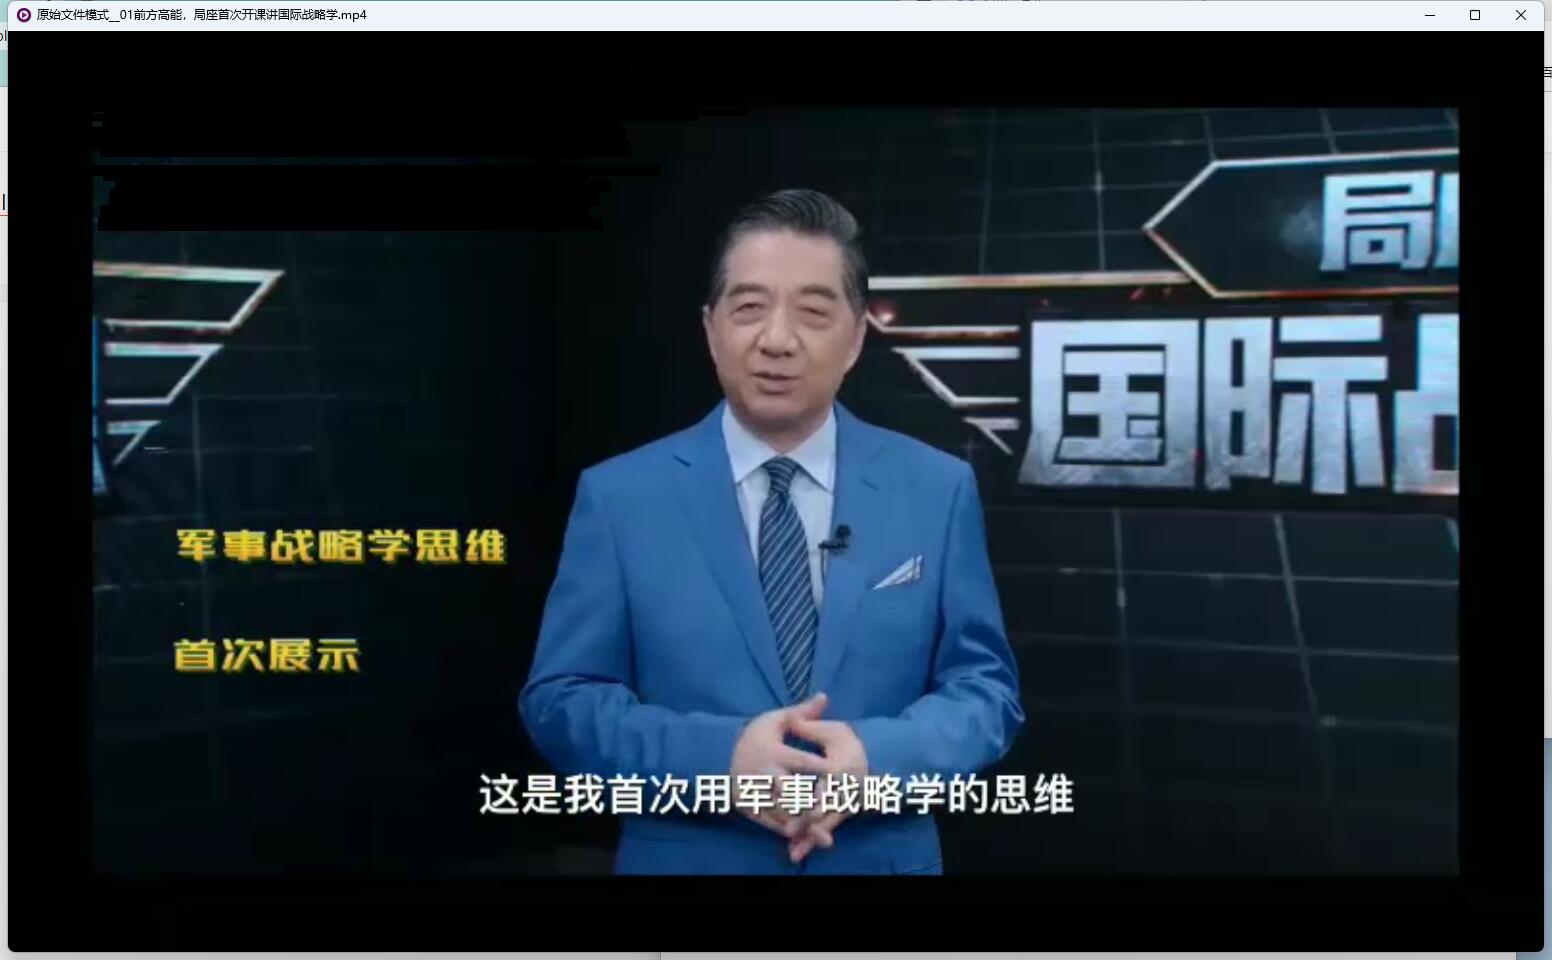 原始文件模式__01前方高能，局座首次开课讲国际战略学.mp4
局
国际战
军事战略学思维
首次展示
这是我首次用军事战略学的思维